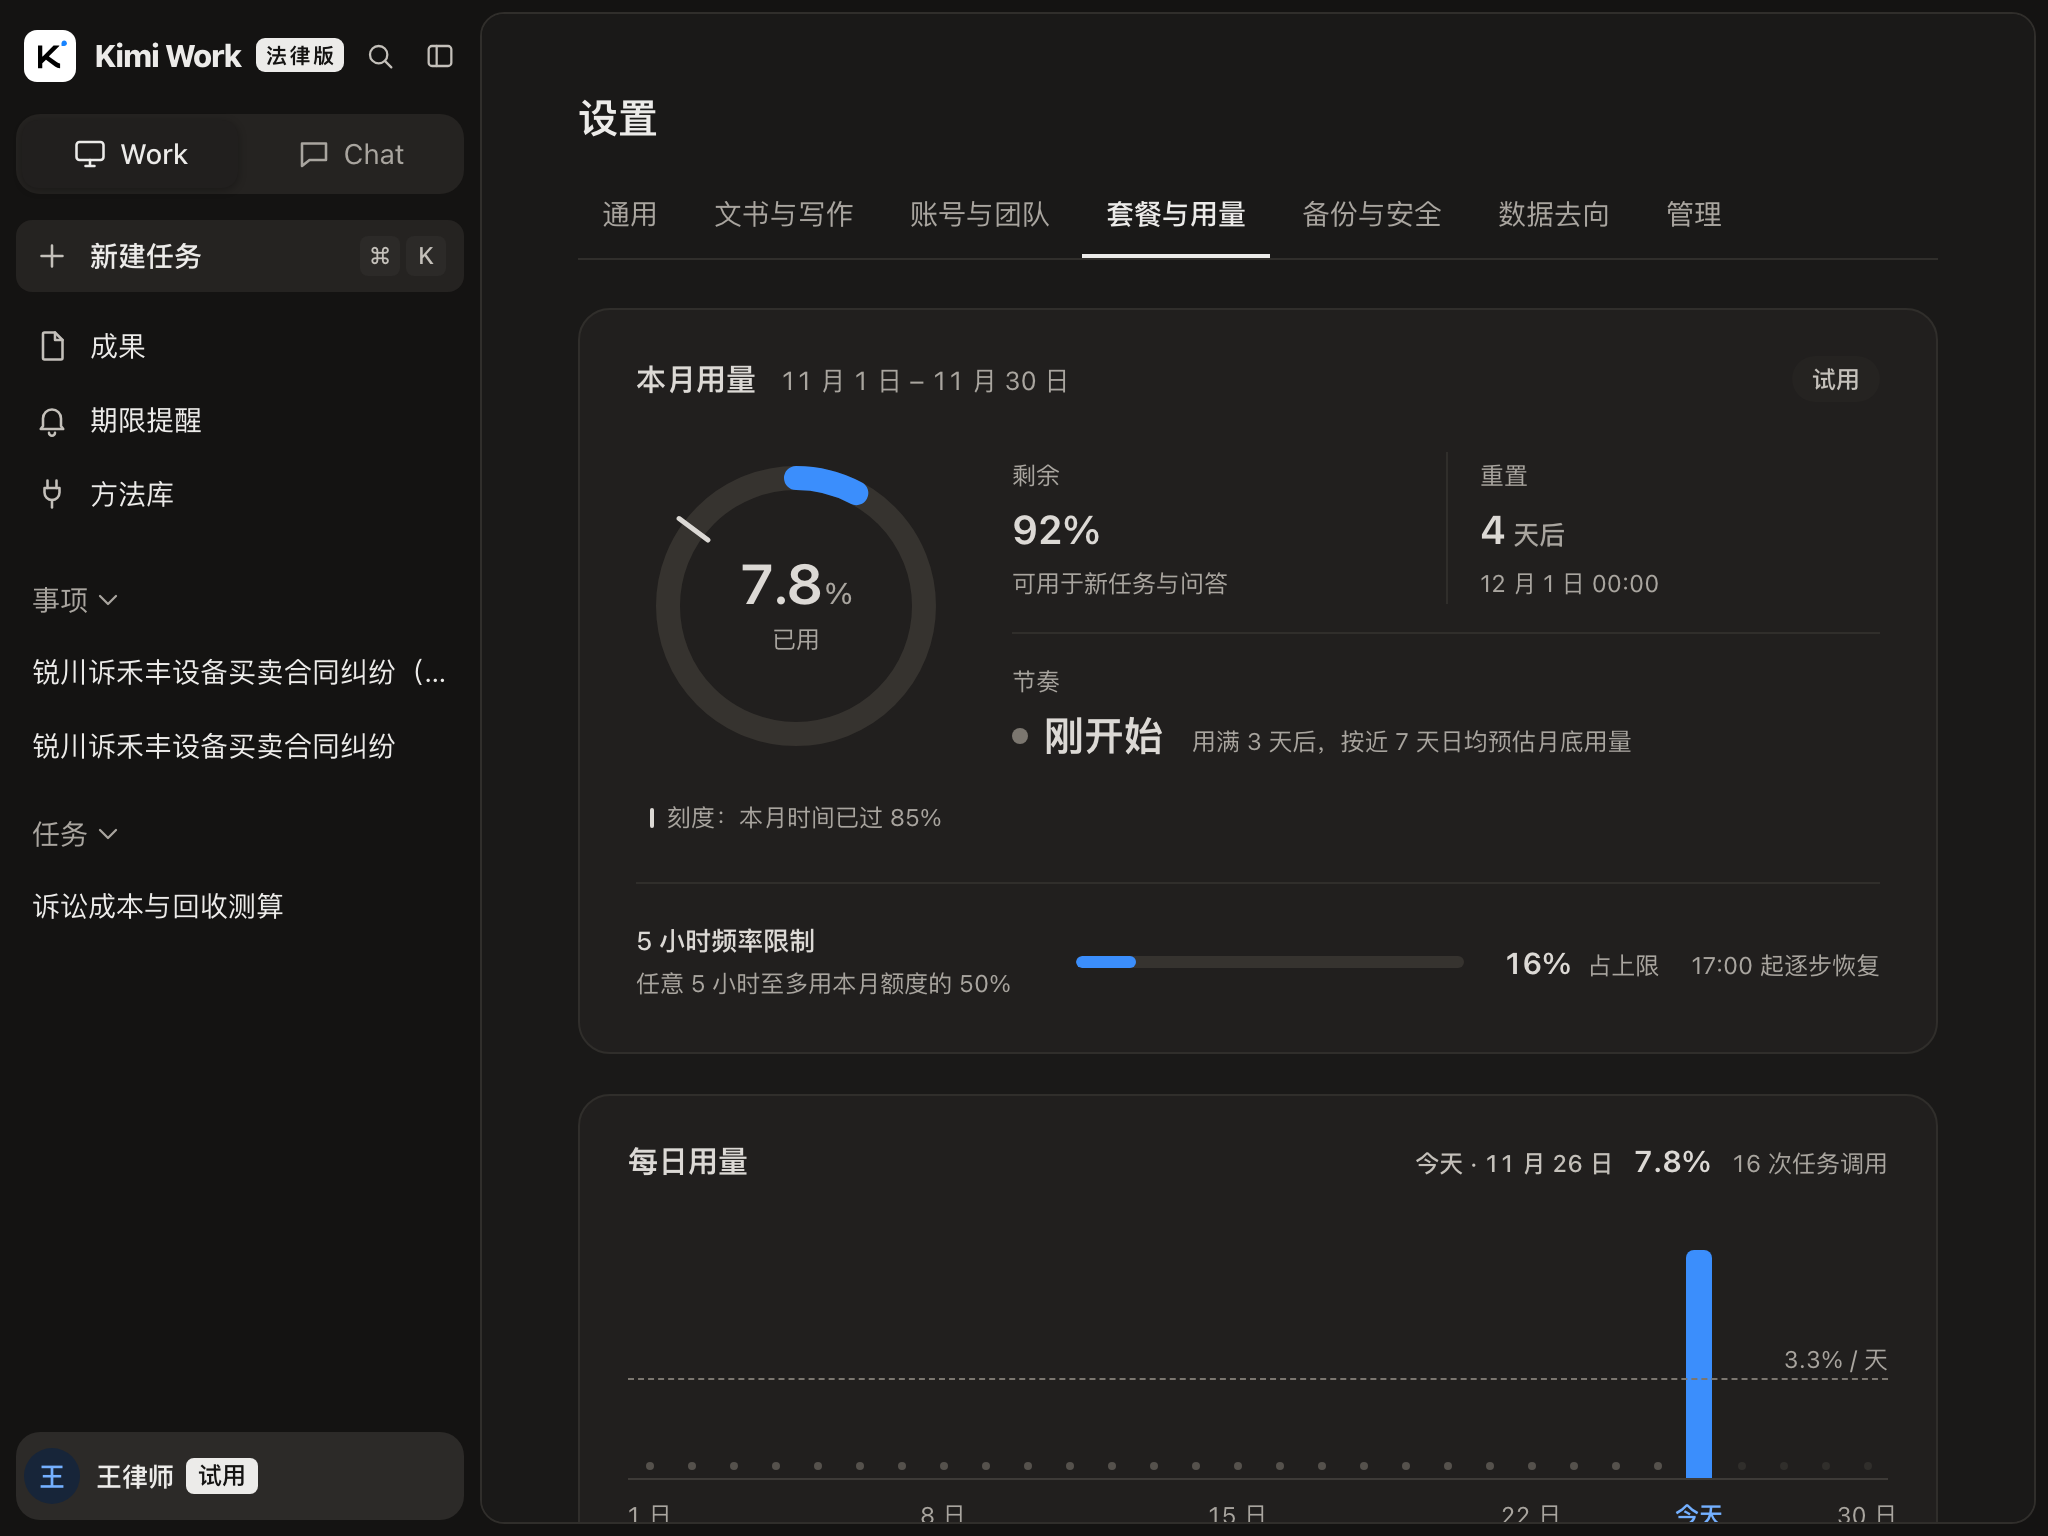 Kimi Work 法律版
Work
Chat
新建任务 ⌘ K
成果
期限提醒
方法库
事项
锐川诉禾丰设备买卖合同纠纷（...
锐川诉禾丰设备买卖合同纠纷
任务
诉讼成本与回收测算
王 王律师 试用
设置
通用 文书与写作 账号与团队 套餐与用量 备份与安全 数据去向 管理
本月用量 11 月 1 日 – 11 月 30 日 试用
7.8%
已用
刻度：本月时间已过 85%
剩余
92%
可用于新任务与问答
重置
4 天后
12 月 1 日 00:00
节奏
刚开始 用满 3 天后，按近 7 天日均预估月底用量
5 小时频率限制
任意 5 小时至多用本月额度的 50%
16% 占上限 17:00 起逐步恢复
每日用量 今天 · 11 月 26 日 7.8% 16 次任务调用
3.3% / 天
1 日 8 日 15 日 22 日 今天 30 日